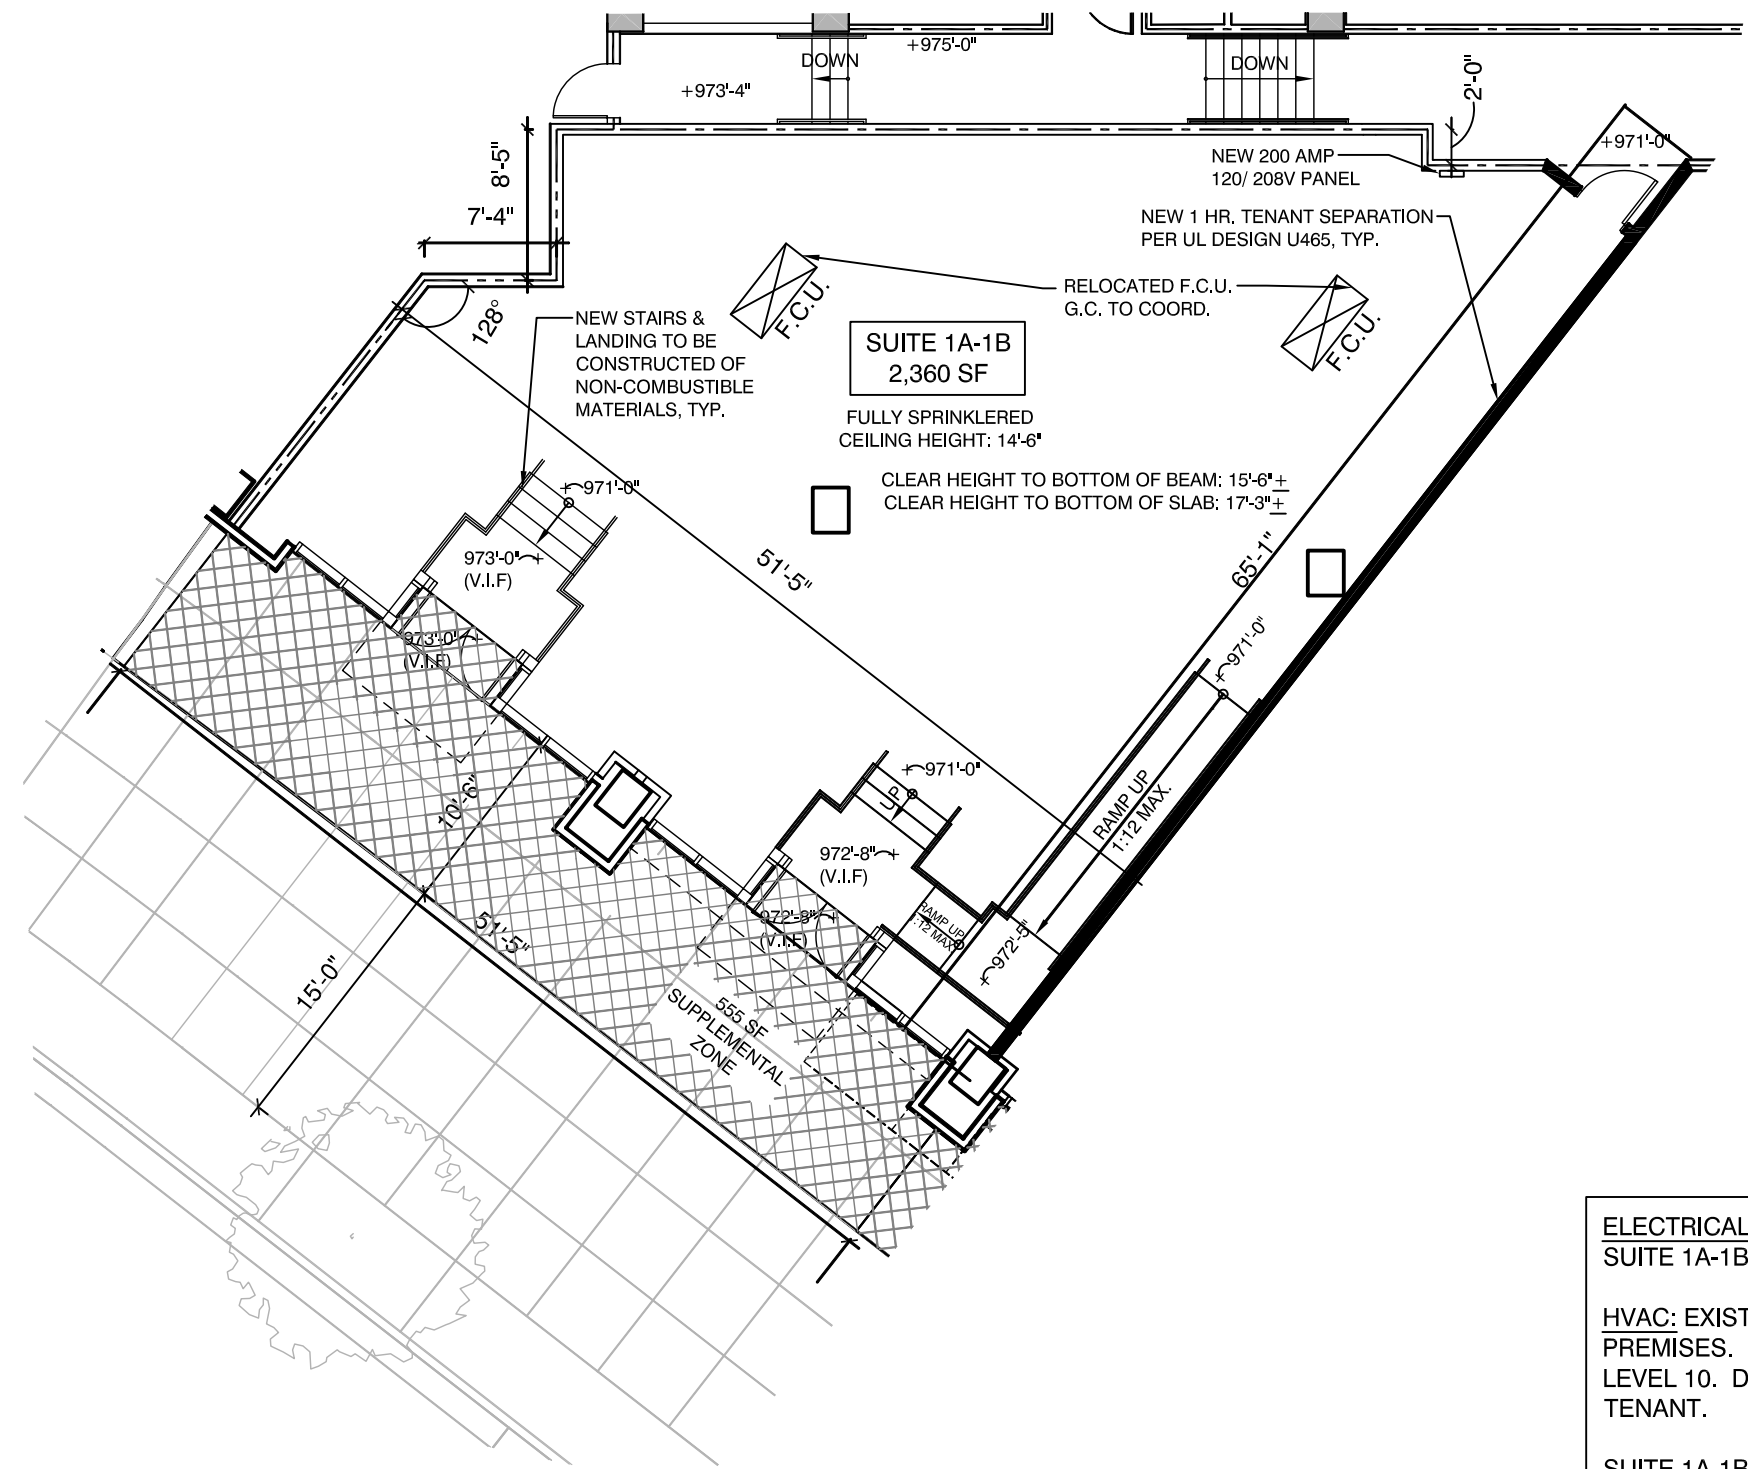 +975'-0"
DOWN
DOWN
+973'-4"
2'-0"
+971'-0"
8'-5"
7'-4"
NEW 200 AMP
120/ 208V PANEL
NEW 1 HR. TENANT SEPARATION
PER UL DESIGN U465, TYP.
128°
F.C.U.
RELOCATED F.C.U.
G.C. TO COORD.
F.C.U.
NEW STAIRS &
LANDING TO BE
CONSTRUCTED OF
NON-COMBUSTIBLE
MATERIALS, TYP.
SUITE 1A-1B
2,360 SF
FULLY SPRINKLERED
CEILING HEIGHT: 14'-6"
CLEAR HEIGHT TO BOTTOM OF BEAM: 15'-6"±
CLEAR HEIGHT TO BOTTOM OF SLAB: 17'-3"±
+971'-0"
973'-0"+
(V.I.F)
51'-5"
65'-1"
973'-0"+
(V.I.F)
+971'-0"
10'-6"
+971'-0"
UP
RAMP UP
1:12 MAX.
972'-8"+
(V.I.F)
972'-8"+
(V.I.F)
RAMP UP
1:12 MAX.
+972'-5"
51'-5"
15'-0"
555 SF
SUPPLEMENTAL
ZONE
ELECTRICAL
SUITE 1A-1B
HVAC: EXIST
PREMISES.
LEVEL 10. D
TENANT.
SUITE 1A-1B